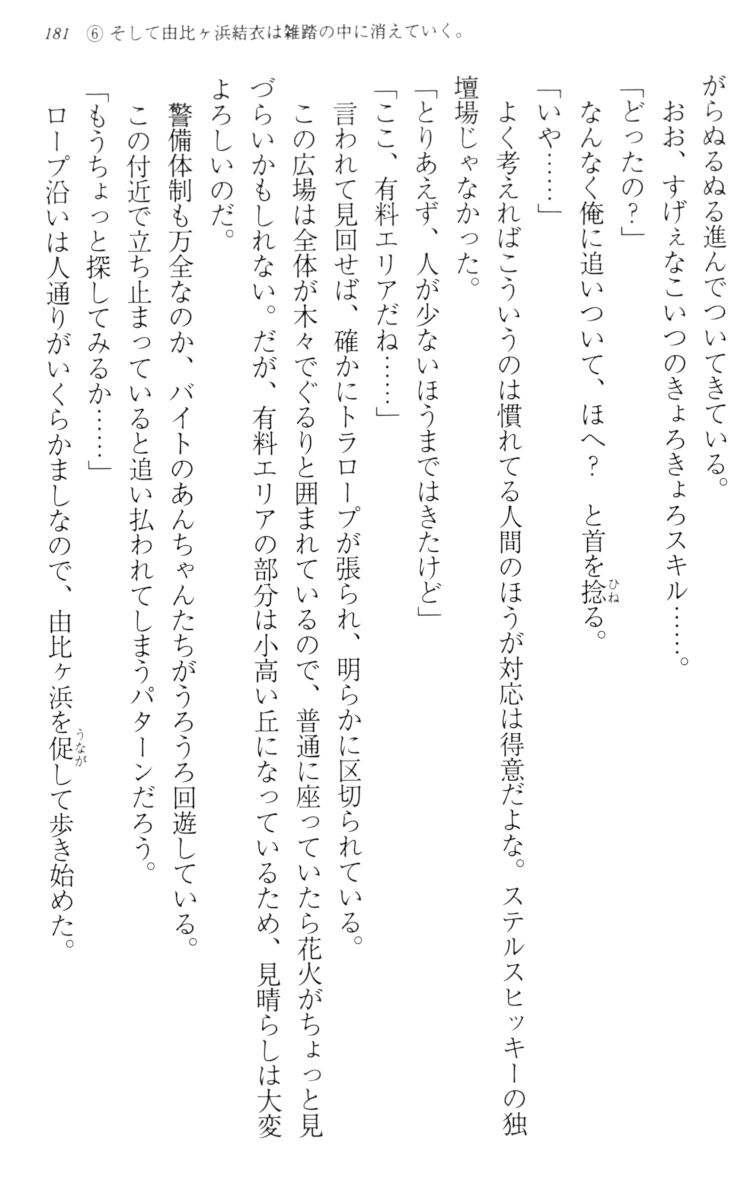 181 ⑥ そして由比ヶ浜結衣は雑踏の中に消えていく。
がらぬるぬる進んでついてきている。
おお、すげぇなこいつのきょろきょろスキル……。
「どったの？」
なんなく俺に追いついて、ほへ？　と首を捻る。
「いや……」
よく考えればこういうのは慣れてる人間のほうが対応は得意だよな。ステルスヒッキーの独
壇場じゃなかった。
「とりあえず、人が少ないほうまではきたけど」
「ここ、有料エリアだね……」
言われて見回せば、確かにトラロープが張られ、明らかに区切られている。
この広場は全体が木々でぐるりと囲まれているので、普通に座っていたら花火がちょっと見
づらいかもしれない。だが、有料エリアの部分は小高い丘になっているため、見晴らしは大変
よろしいのだ。
警備体制も万全なのか、バイトのあんちゃんたちがうろうろ回遊している。
この付近で立ち止まっていると追い払われてしまうパターンだろう。
「もうちょっと探してみるか……」
ロープ沿いは人通りがいくらかましなので、由比ヶ浜を促して歩き始めた。
ひね
うなが